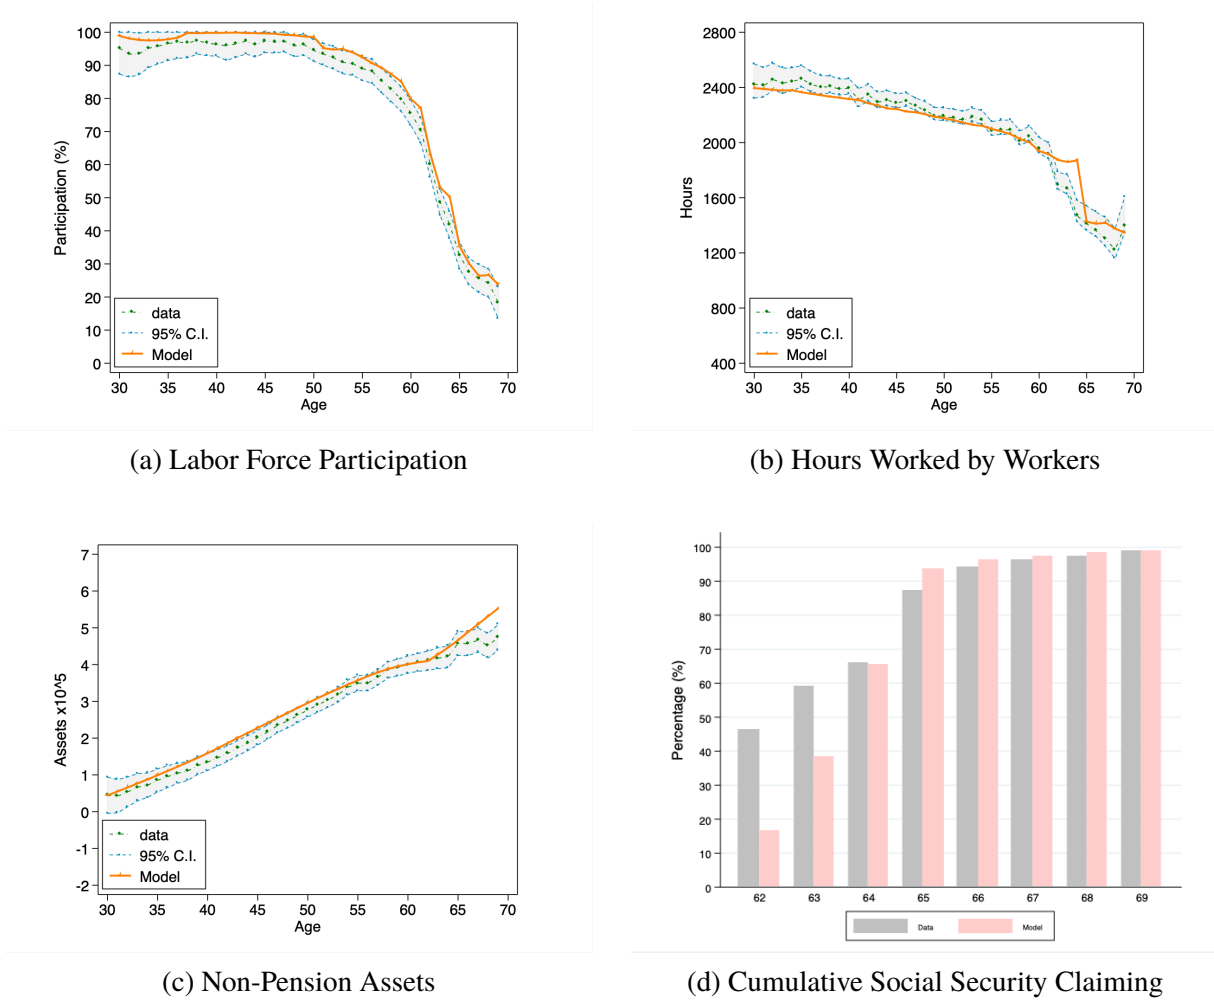 100
90
80
70
60
50
40
30
20
10
0
Participation (%)
data
95% C.I.
Model
30 35 40 45 50 55 60 65 70
Age
(a) Labor Force Participation
2800
2400
2000
1600
1200
800
400
Hours
data
95% C.I.
Model
30 35 40 45 50 55 60 65 70
Age
(b) Hours Worked by Workers
7
6
5
4
3
2
1
0
-1
-2
Assets x10^5
data
95% C.I.
Model
30 35 40 45 50 55 60 65 70
Age
(c) Non-Pension Assets
100
90
80
70
60
50
40
30
20
10
0
Percentage (%)
62 63 64 65 66 67 68 69
Data Model
(d) Cumulative Social Security Claiming